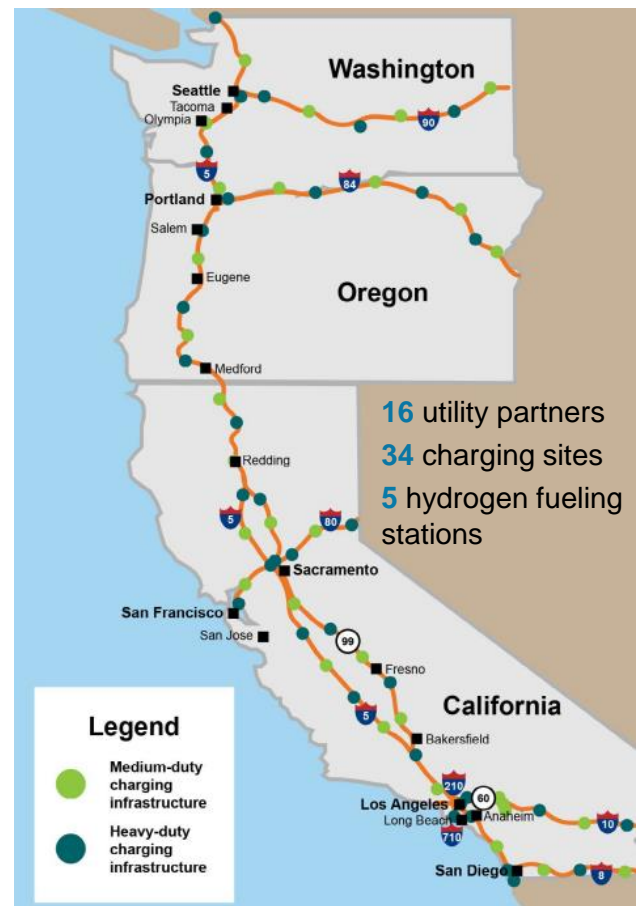 Washington
Seattle
Tacoma
Olympia
90
5
84
Portland
Salem
Eugene
Oregon
Medford
16 utility partners
34 charging sites
5 hydrogen fueling
stations
Redding
5
80
Sacramento
San Francisco
San Jose
99
Fresno
California
5
Bakersfield
Legend
Medium-duty
charging
infrastructure
Heavy-duty
charging
infrastructure
210
60
Los Angeles
Long Beach
Anaheim
710
10
San Diego
8